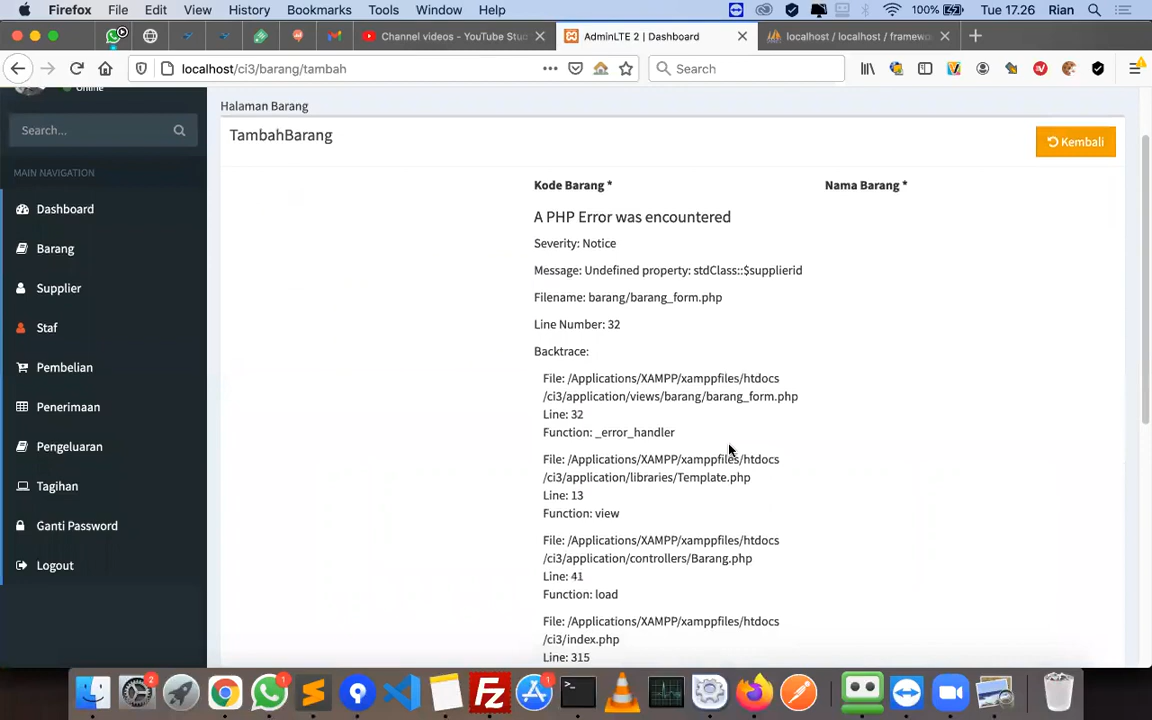 Firefox File Edit View History Bookmarks Tools Window Help 100% Tue 17.26 Rian
Channel videos - YouTube Stu AdminLTE 2 | Dashboard localhost / localhost / framew
localhost/ci3/barang/tambah Search
Online
Search...
MAIN NAVIGATION
Dashboard
Barang
Supplier
Staf
Pembelian
Penerimaan
Pengeluaran
Tagihan
Ganti Password
Logout
Halaman Barang
TambahBarang
Kembali
Kode Barang * Nama Barang *
A PHP Error was encountered
Severity: Notice
Message: Undefined property: stdClass::$supplierid
Filename: barang/barang_form.php
Line Number: 32
Backtrace:
File: /Applications/XAMPP/xamppfiles/htdocs
/ci3/application/views/barang/barang_form.php
Line: 32
Function: _error_handler
File: /Applications/XAMPP/xamppfiles/htdocs
/ci3/application/libraries/Template.php
Line: 13
Function: view
File: /Applications/XAMPP/xamppfiles/htdocs
/ci3/application/controllers/Barang.php
Line: 41
Function: load
File: /Applications/XAMPP/xamppfiles/htdocs
/ci3/index.php
Line: 315
2 1 1